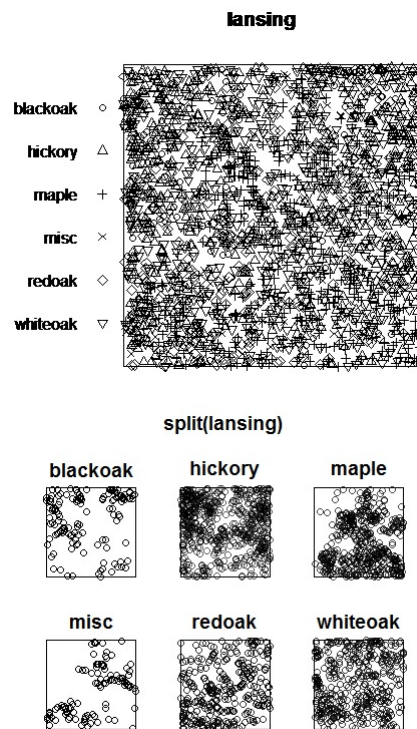 lansing
blackoak
hickory
maple
misc
redoak
whiteoak
split(lansing)
blackoak hickory maple
misc redoak whiteoak